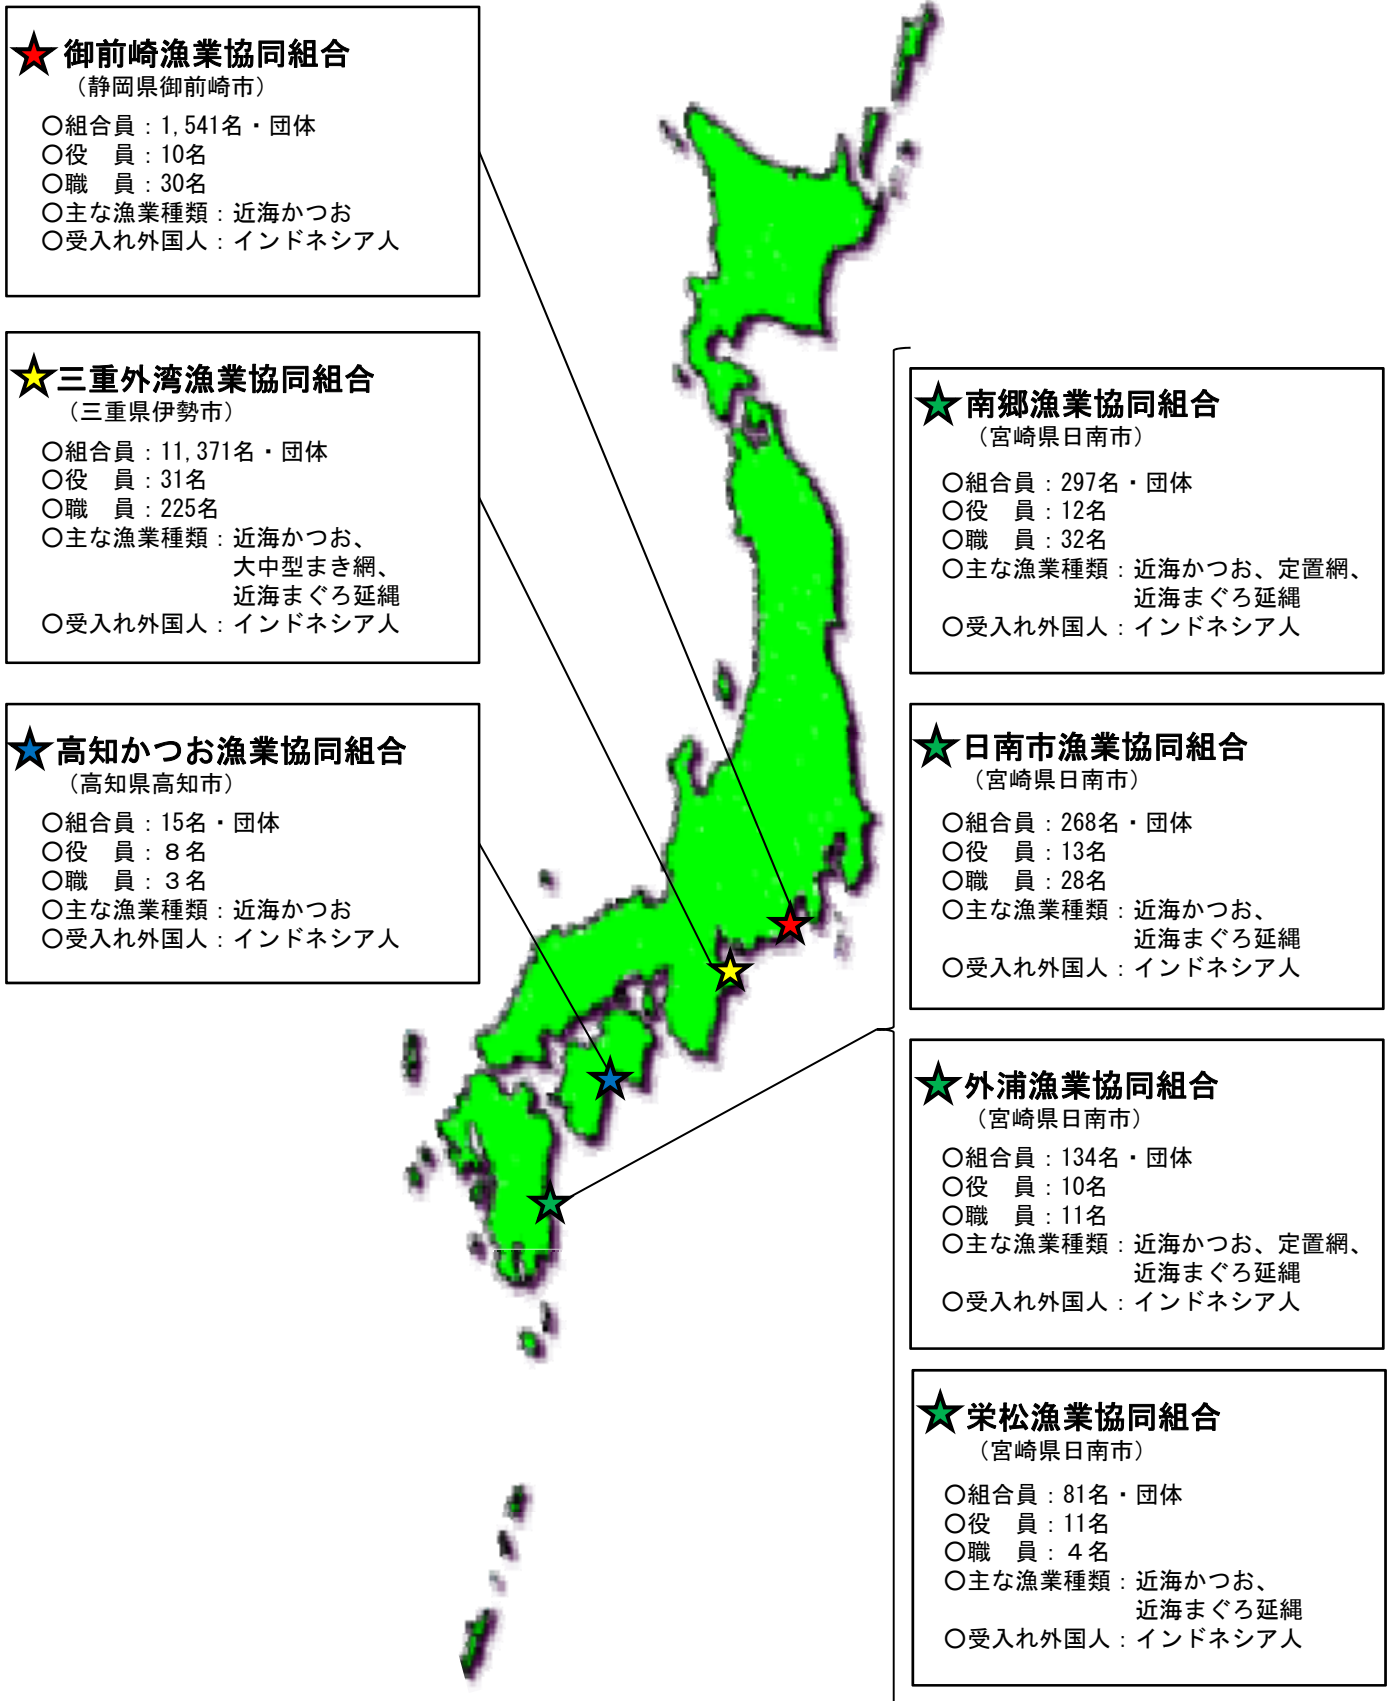 御前崎漁業協同組合
（静岡県御前崎市）
○組合員：1,541名・団体
○役　員：10名
○職　員：30名
○主な漁業種類：近海かつお
○受入れ外国人：インドネシア人
三重外湾漁業協同組合
（三重県伊勢市）
○組合員：11,371名・団体
○役　員：31名
○職　員：225名
○主な漁業種類：近海かつお、
大中型まき網、
近海まぐろ延縄
○受入れ外国人：インドネシア人
高知かつお漁業協同組合
（高知県高知市）
○組合員：15名・団体
○役　員：８名
○職　員：３名
○主な漁業種類：近海かつお
○受入れ外国人：インドネシア人
南郷漁業協同組合
（宮崎県日南市）
○組合員：297名・団体
○役　員：12名
○職　員：32名
○主な漁業種類：近海かつお、定置網、
近海まぐろ延縄
○受入れ外国人：インドネシア人
日南市漁業協同組合
（宮崎県日南市）
○組合員：268名・団体
○役　員：13名
○職　員：28名
○主な漁業種類：近海かつお、
近海まぐろ延縄
○受入れ外国人：インドネシア人
外浦漁業協同組合
（宮崎県日南市）
○組合員：134名・団体
○役　員：10名
○職　員：11名
○主な漁業種類：近海かつお、定置網、
近海まぐろ延縄
○受入れ外国人：インドネシア人
栄松漁業協同組合
（宮崎県日南市）
○組合員：81名・団体
○役　員：11名
○職　員：４名
○主な漁業種類：近海かつお、
近海まぐろ延縄
○受入れ外国人：インドネシア人